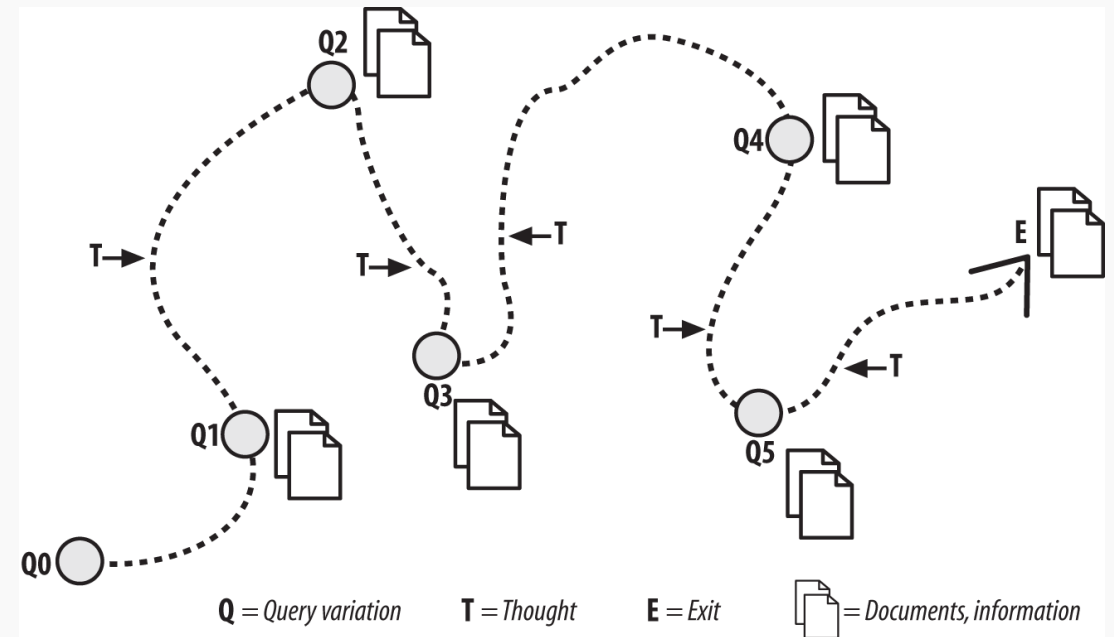 Q2
Q4
E
T
T
T
T
T
Q3
Q1
Q5
Q0
Q = Query variation T = Thought E = Exit = Documents, information